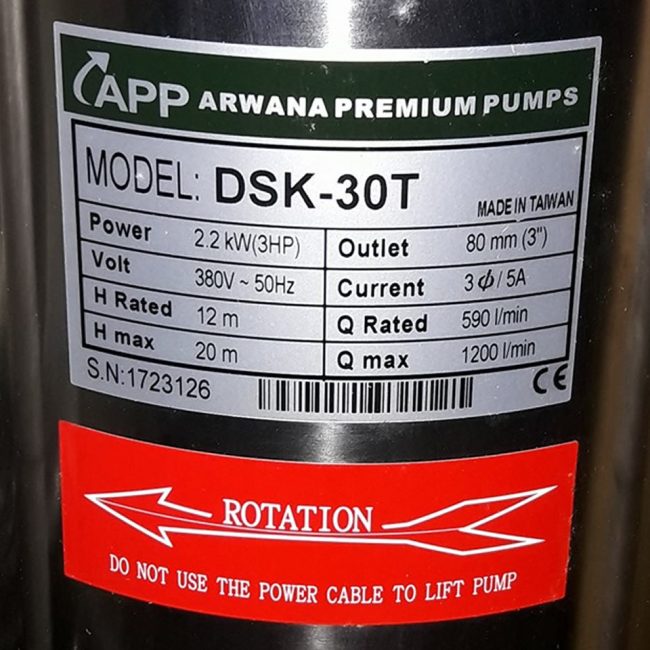 APP ARWANA PREMIUM PUMPS
MODEL: DSK-30T
MADE IN TAIWAN
Power 2.2 kW(3HP) Outlet 80 mm (3")
Volt 380V ~ 50Hz Current 3 ϕ / 5A
H Rated 12 m Q Rated 590 l/min
H max 20 m Q max 1200 l/min
S.N:1723126 CE
ROTATION
DO NOT USE THE POWER CABLE TO LIFT PUMP